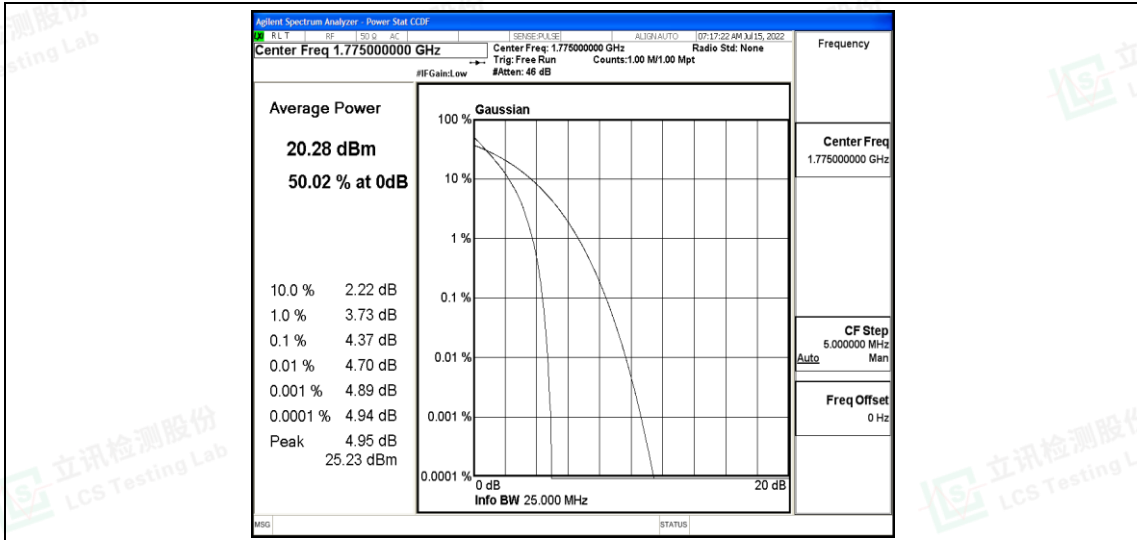 Agilent Spectrum Analyzer - Power Stat CCDF
LXI RLT RF 50 Ω AC SENSE:PULSE ALIGNAUTO 07:17:22 AM Jul 15, 2022
Center Freq 1.775000000 GHz
Center Freq: 1.775000000 GHz Radio Std: None
Trig: Free Run Counts:1.00 M/1.00 Mpt
#IFGain:Low #Atten: 46 dB
Frequency
Average Power
20.28 dBm
50.02 % at 0dB
10.0 % 2.22 dB
1.0 % 3.73 dB
0.1 % 4.37 dB
0.01 % 4.70 dB
0.001 % 4.89 dB
0.0001 % 4.94 dB
Peak 4.95 dB
25.23 dBm
Gaussian
100 %
10 %
1 %
0.1 %
0.01 %
0.001 %
0.0001 %
0 dB 20 dB
Info BW 25.000 MHz
Center Freq
1.775000000 GHz
CF Step
5.000000 MHz
Auto Man
Freq Offset
0 Hz
MSG STATUS
测股份
sting Lab
立
立讯检测股份
LCS Testing Lab
立讯检测股份
LCS Testing L